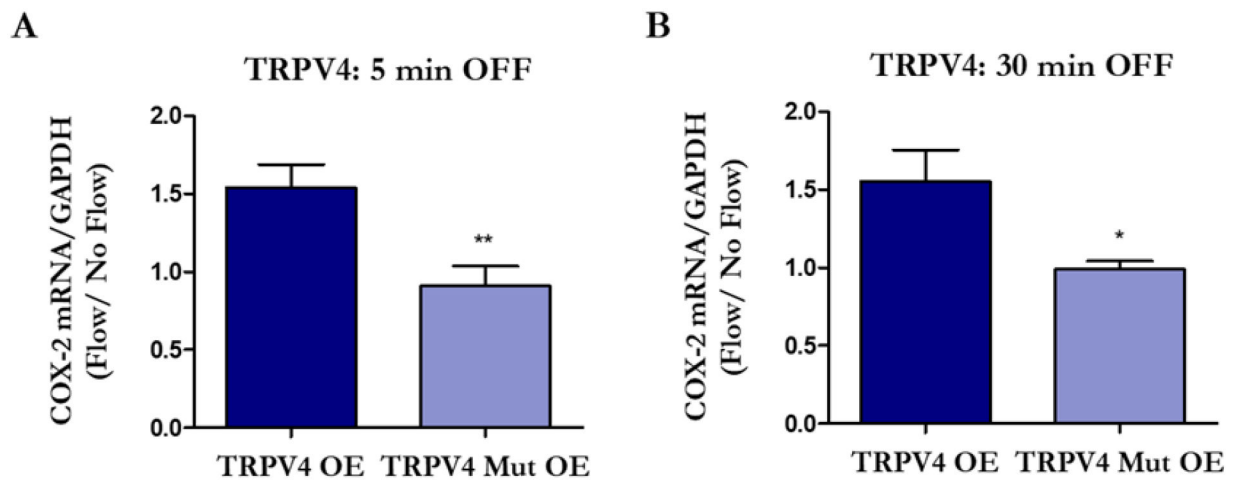 A
TRPV4: 5 min OFF
COX-2 mRNA/GAPDH
(Flow/ No Flow)
2.0
1.5
1.0
0.5
0.0
**
TRPV4 OE
TRPV4 Mut OE
B
TRPV4: 30 min OFF
COX-2 mRNA/GAPDH
(Flow/ No Flow)
2.0
1.5
1.0
0.5
0.0
*
TRPV4 OE
TRPV4 Mut OE